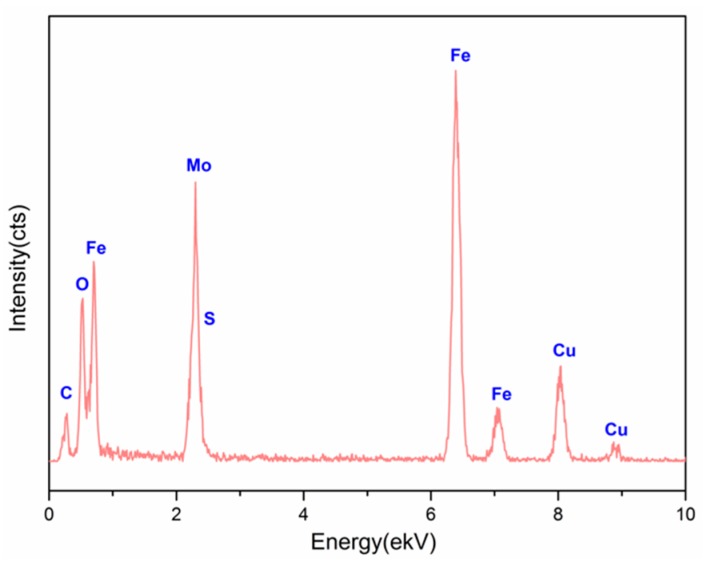 Fe
Mo
Fe
O
S
Cu
C
Fe
Cu
Intensity(cts)
0 2 4 6 8 10
Energy(ekV)